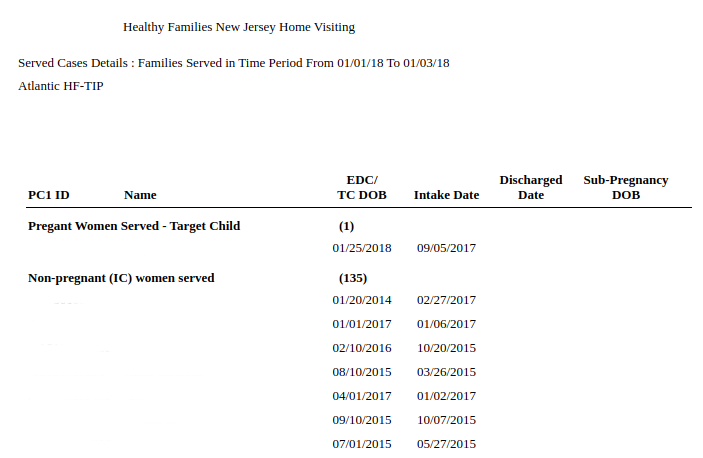 Healthy Families New Jersey Home Visiting
Served Cases Details : Families Served in Time Period From 01/01/18 To 01/03/18
Atlantic HF-TIP
EDC/ Discharged Sub-Pregnancy
PC1 ID Name TC DOB Intake Date Date DOB
Pregant Women Served - Target Child (1)
01/25/2018 09/05/2017
Non-pregnant (IC) women served (135)
01/20/2014 02/27/2017
01/01/2017 01/06/2017
02/10/2016 10/20/2015
08/10/2015 03/26/2015
04/01/2017 01/02/2017
09/10/2015 10/07/2015
07/01/2015 05/27/2015